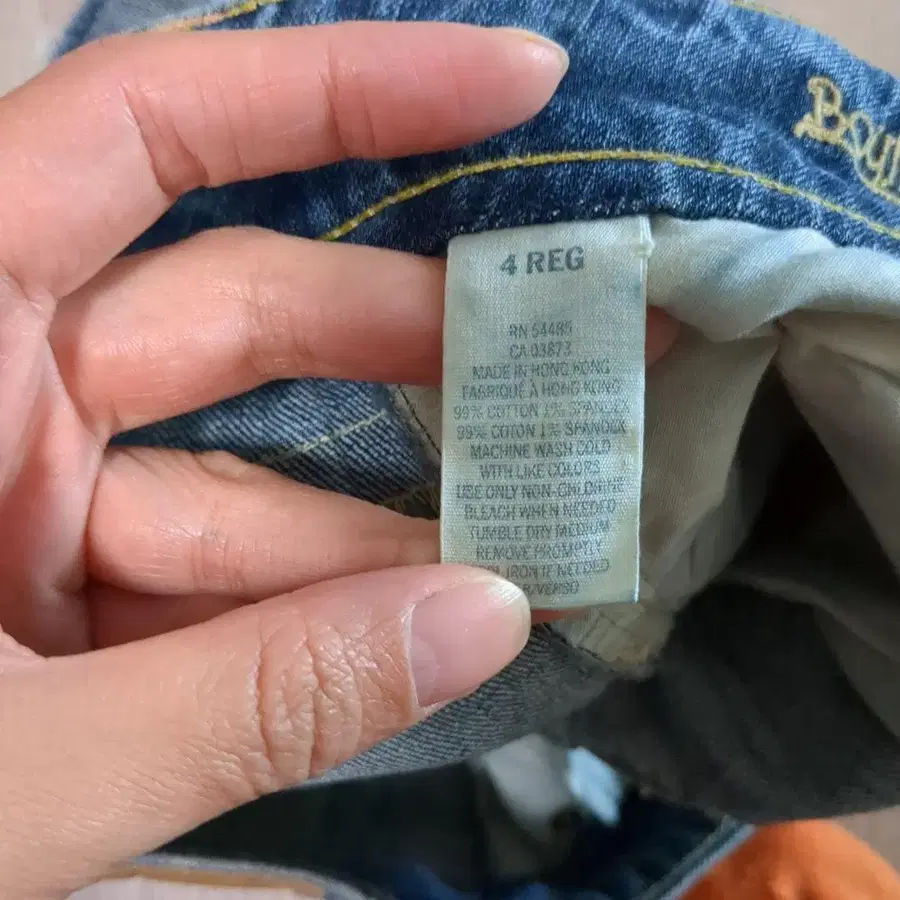 4 REG
RN 54485
CA 03873
MADE IN HONG KONG
FABRIQUÉ À HONG KONG
99% COTTON 1% SPANDEX
99% COTON 1% SPANDEX
MACHINE WASH COLD
WITH LIKE COLORS
USE ONLY NON-CHLORINE
BLEACH WHEN NEEDED
TUMBLE DRY MEDIUM
REMOVE PROMPTLY
IRON IF NEEDED
/VERSO